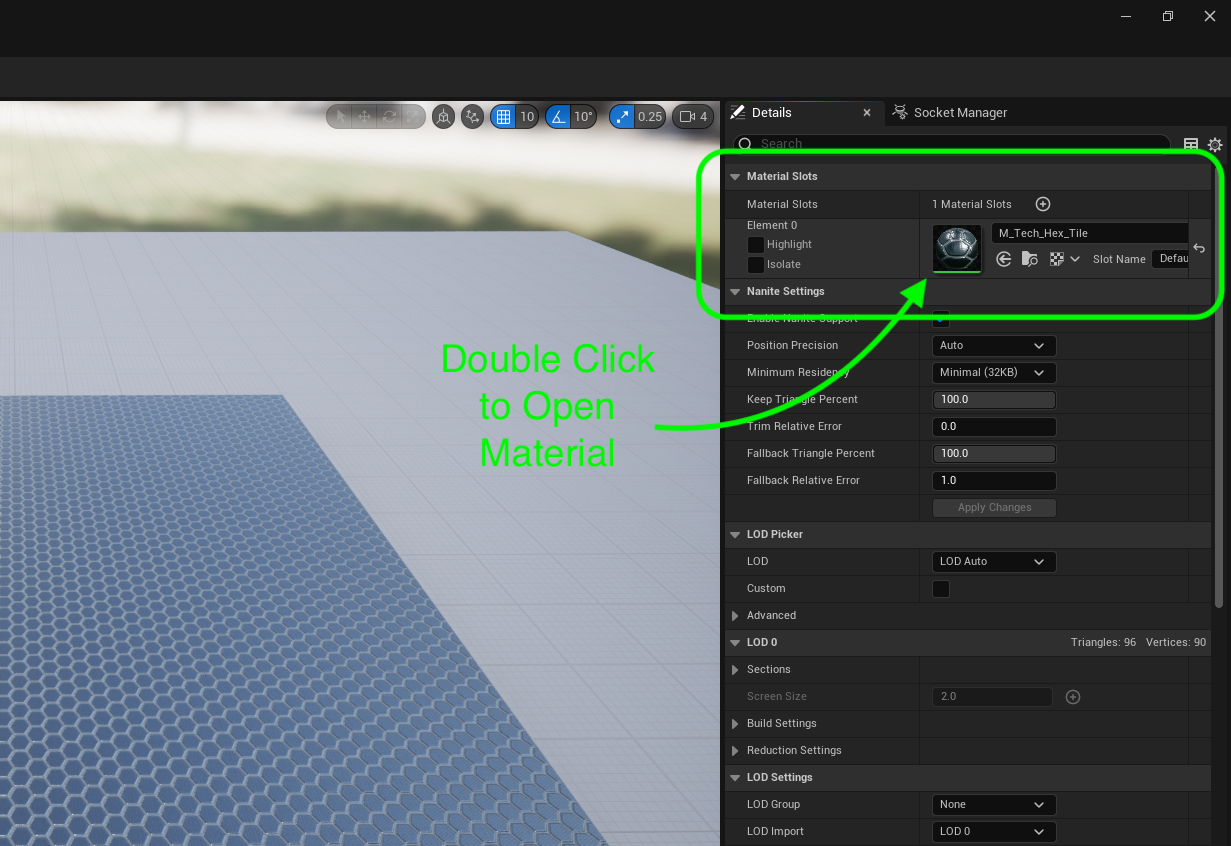 10
10°
0.25
4
Details
Socket Manager
Search
Material Slots
Material Slots
1 Material Slots
Element 0
Highlight
Isolate
M_Tech_Hex_Tile
Slot Name
Defau
Nanite Settings
Enable Nanite Support
Position Precision
Auto
Minimum Residency
Minimal (32KB)
Keep Triangle Percent
100.0
Trim Relative Error
0.0
Fallback Triangle Percent
100.0
Fallback Relative Error
1.0
Apply Changes
LOD Picker
LOD
LOD Auto
Custom
Advanced
LOD 0
Triangles: 96 Vertices: 90
Sections
Screen Size
2.0
Build Settings
Reduction Settings
LOD Settings
LOD Group
None
LOD Import
LOD 0
Double Click
to Open
Material